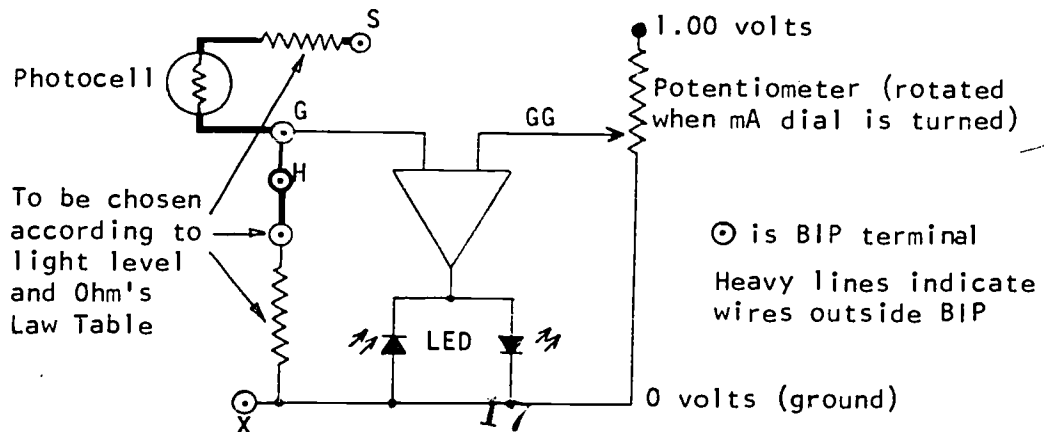 S
1.00 volts
Photocell
Potentiometer (rotated
when mA dial is turned)
G
GG
H
To be chosen
according to
light level
and Ohm's
Law Table
⊙ is BIP terminal
Heavy lines indicate
wires outside BIP
LED
0 volts (ground)
X